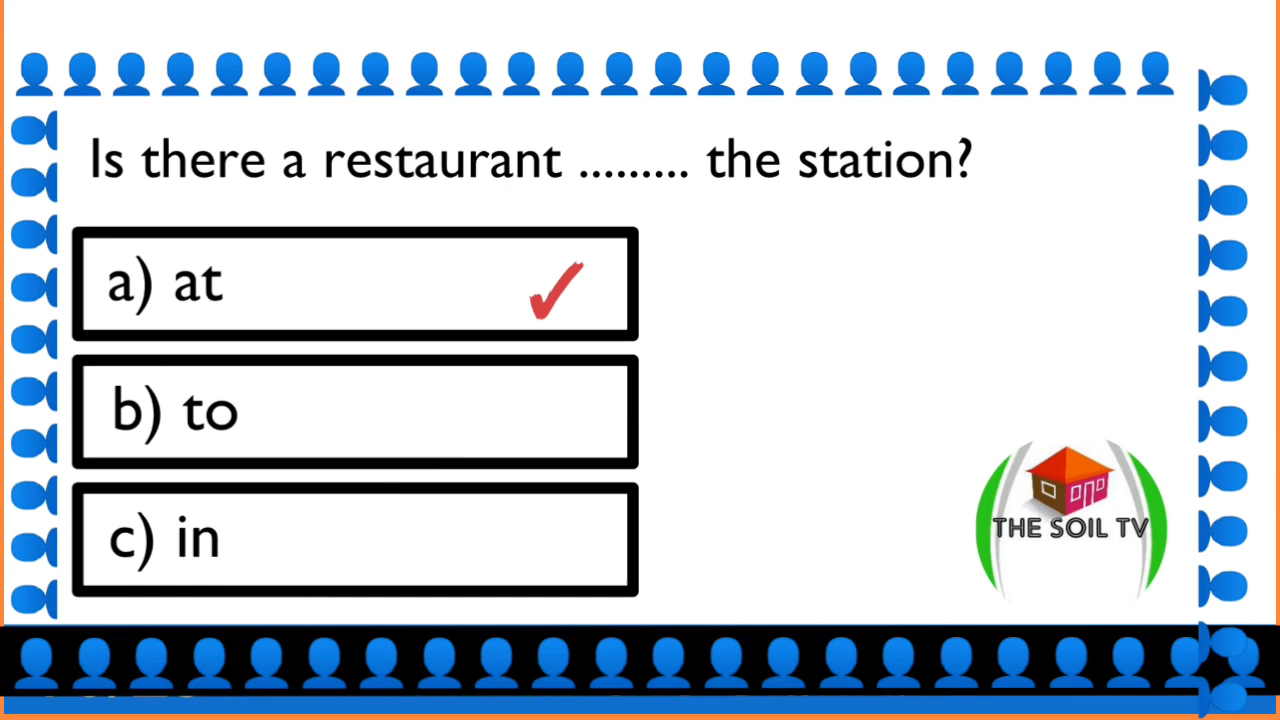 Is there a restaurant ......... the station?
a) at
b) to
c) in
THE SOIL TV